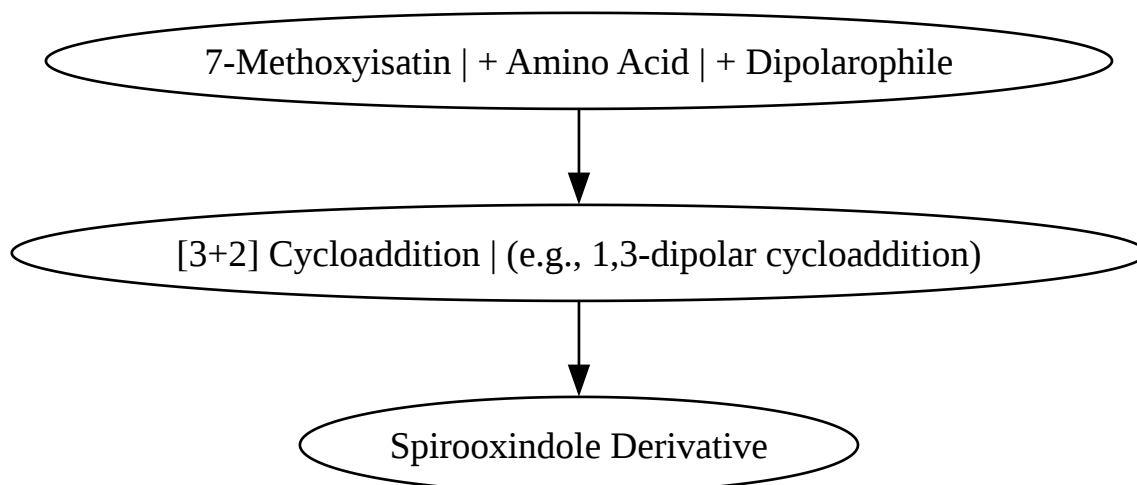 7-Methoxyisatin | + Amino Acid | + Dipolarophile
[3+2] Cycloaddition | (e.g., 1,3-dipolar cycloaddition)
Spirooxindole Derivative